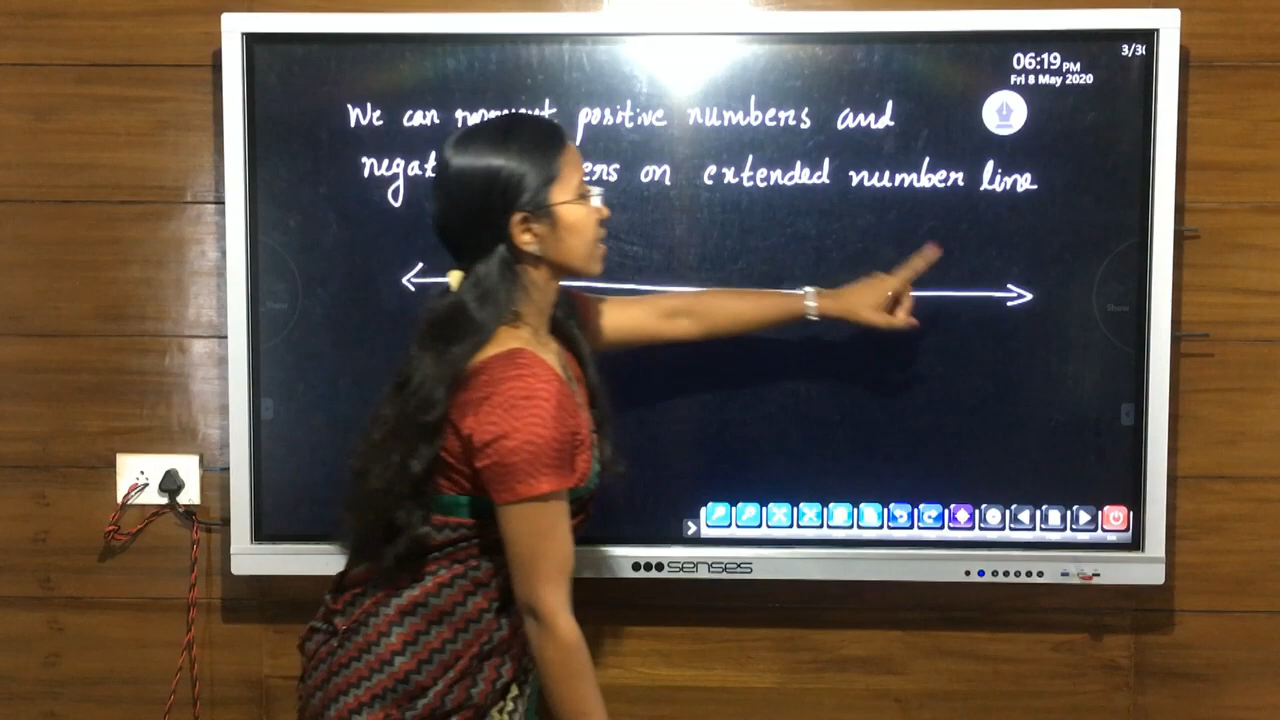 06:19 PM
Fri 8 May 2020
We can positive numbers and
on extended number line
senses